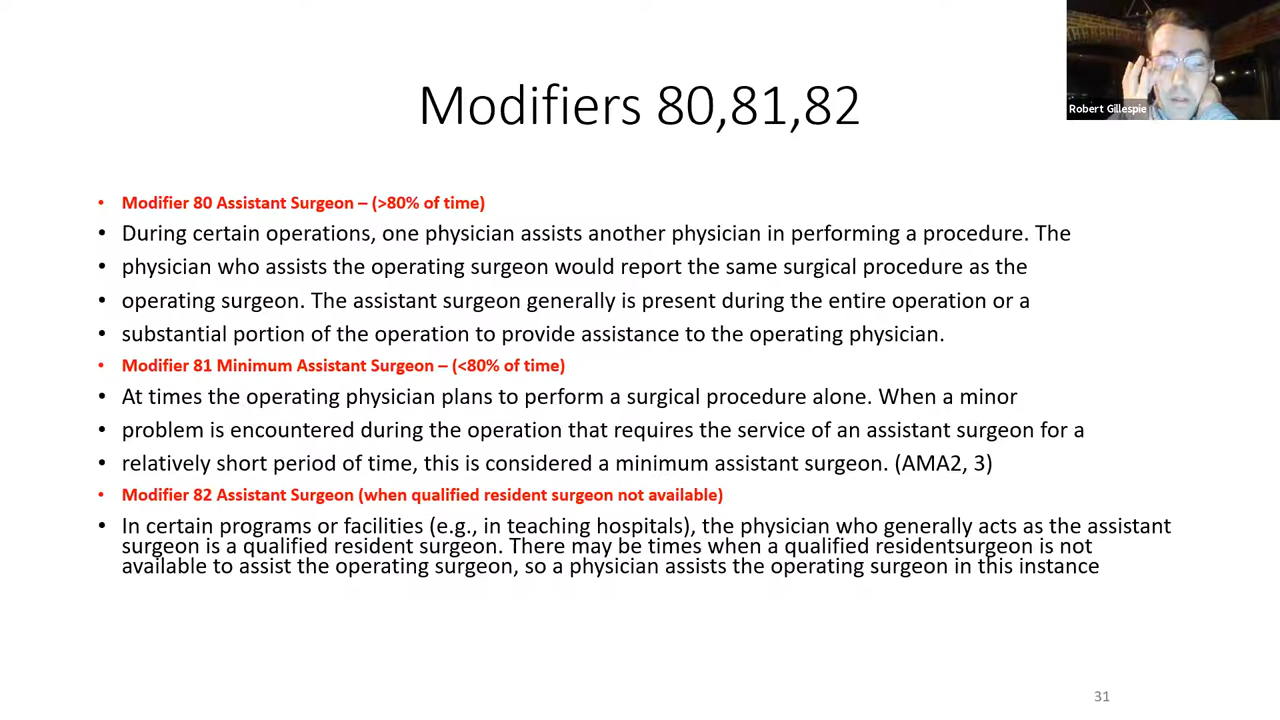 Robert Gillespie
Modifiers 80,81,82
• Modifier 80 Assistant Surgeon – (>80% of time)
• During certain operations, one physician assists another physician in performing a procedure. The
• physician who assists the operating surgeon would report the same surgical procedure as the
• operating surgeon. The assistant surgeon generally is present during the entire operation or a
• substantial portion of the operation to provide assistance to the operating physician.
• Modifier 81 Minimum Assistant Surgeon – (<80% of time)
• At times the operating physician plans to perform a surgical procedure alone. When a minor
• problem is encountered during the operation that requires the service of an assistant surgeon for a
• relatively short period of time, this is considered a minimum assistant surgeon. (AMA2, 3)
• Modifier 82 Assistant Surgeon (when qualified resident surgeon not available)
• In certain programs or facilities (e.g., in teaching hospitals), the physician who generally acts as the assistant
surgeon is a qualified resident surgeon. There may be times when a qualified residentsurgeon is not
available to assist the operating surgeon, so a physician assists the operating surgeon in this instance
31